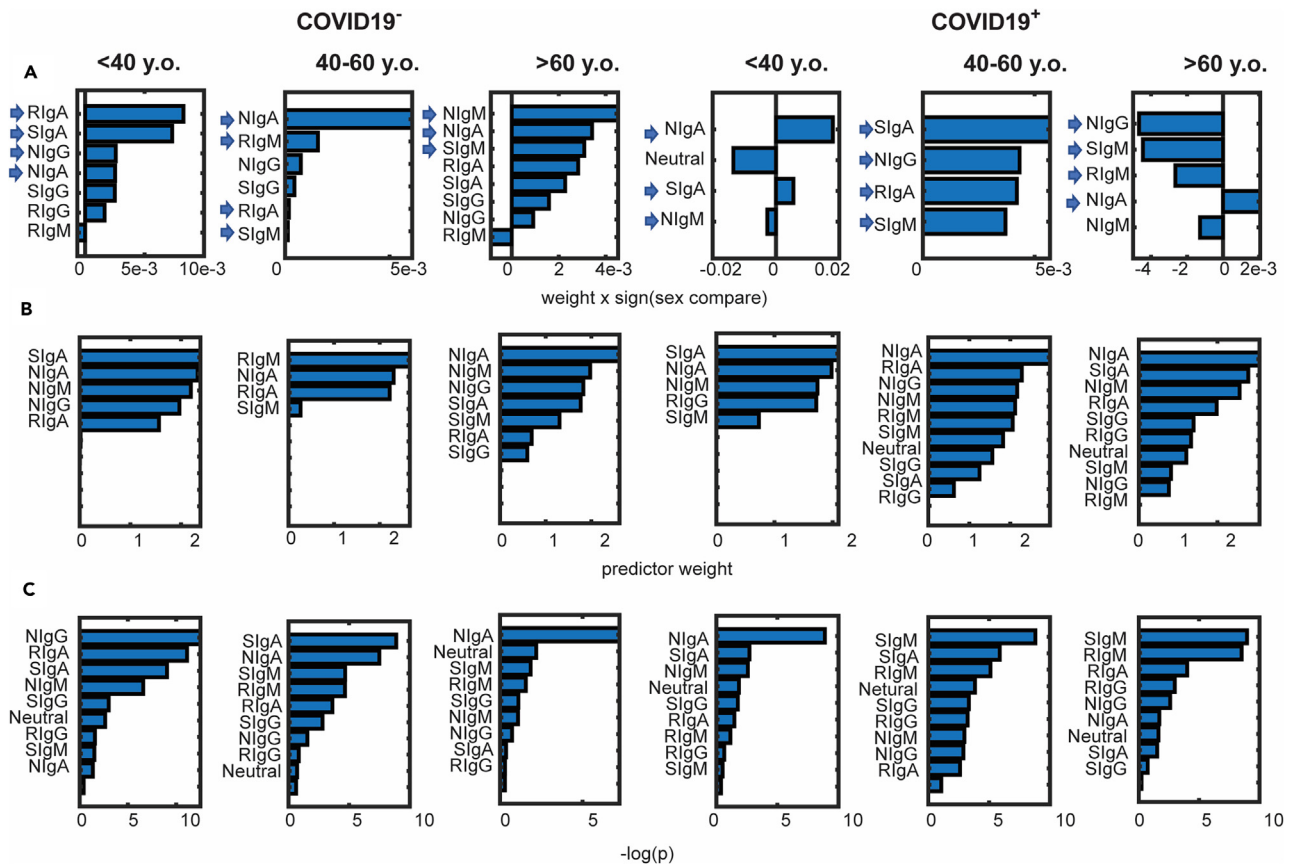 COVID19-
COVID19+
A
<40 y.o.
40-60 y.o.
>60 y.o.
<40 y.o.
40-60 y.o.
>60 y.o.
RIgA
SIgA
NIgG
NIgA
SIgG
RIgG
RIgM
0
5e-3
10e-3
NIgA
RIgM
NIgG
SIgG
RIgA
SIgM
0
5e-3
NIgM
NIgA
SIgM
RIgA
SIgA
SIgG
NIgG
RIgM
0
2
4e-3
NIgA
Neutral
SIgA
NIgM
-0.02
0
0.02
SIgA
NIgG
RIgA
SIgM
0
5e-3
NIgG
SIgM
RIgM
NIgA
NIgM
-4
-2
0
2e-3
weight x sign(sex compare)
B
SIgA
NIgA
NIgM
NIgG
RIgA
0
1
2
RIgM
NIgA
RIgA
SIgM
0
1
2
NIgA
NIgM
NIgG
SIgA
SIgM
RIgA
SIgG
0
1
2
SIgA
NIgA
NIgM
RIgG
SIgM
0
1
2
NIgA
RIgA
NIgG
NIgM
RIgM
SIgM
Neutral
SIgG
SIgA
RIgG
0
1
2
NIgA
SIgA
NIgM
RIgA
SIgG
RIgG
Neutral
SIgM
NIgG
RIgM
0
1
2
predictor weight
C
NIgG
RIgA
SIgA
NIgM
SIgG
Neutral
RIgG
SIgM
NIgA
0
5
10
SIgA
NIgA
SIgM
RIgM
RIgA
SIgG
NIgG
RIgG
Neutral
0
5
10
NIgA
Neutral
SIgM
RIgM
SIgG
NIgM
NIgG
SIgA
RIgG
0
5
NIgA
SIgA
NIgM
Neutral
SIgG
RIgA
RIgM
RIgG
SIgM
0
5
10
SIgM
SIgA
RIgM
Netural
SIgG
RIgG
NIgM
NIgG
RIgA
0
5
10
SIgM
RIgM
RIgA
RIgG
NIgG
NIgA
Neutral
SIgA
SIgG
0
5
10
-log(p)